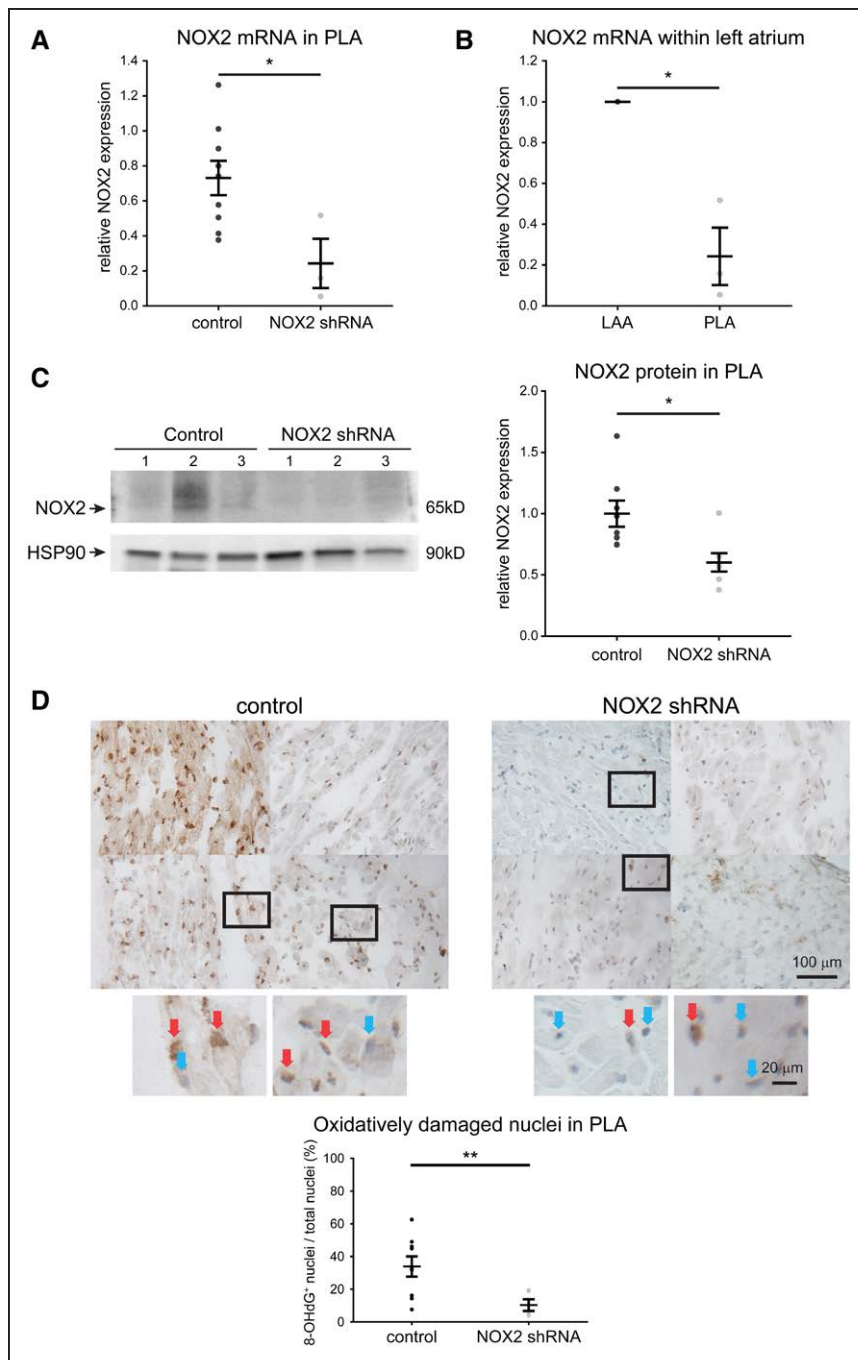 A
NOX2 mRNA in PLA
*
relative NOX2 expression
1.4
1.2
1.0
0.8
0.6
0.4
0.2
0.0
control NOX2 shRNA
B
NOX2 mRNA within left atrium
*
relative NOX2 expression
1.2
1.0
0.8
0.6
0.4
0.2
0.0
LAA PLA
C
Control NOX2 shRNA
1 2 3 1 2 3
NOX2 65kD
HSP90 90kD
NOX2 protein in PLA
*
relative NOX2 expression
2.0
1.5
1.0
0.5
0.0
control NOX2 shRNA
D
control NOX2 shRNA
100 µm
20 µm
Oxidatively damaged nuclei in PLA
**
8-OHdG+ nuclei / total nuclei (%)
100
80
60
40
20
0
control NOX2 shRNA